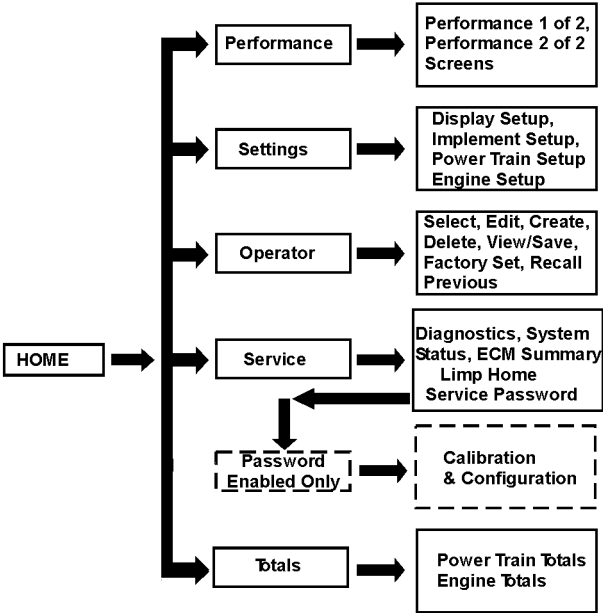 Performance
Performance 1 of 2,
Performance 2 of 2
Screens
Settings
Display Setup,
Implement Setup,
Power Train Setup
Engine Setup
Operator
Select, Edit, Create,
Delete, View/Save,
Factory Set, Recall
Previous
HOME
Service
Diagnostics, System
Status, ECM Summary
Limp Home
Service Password
Password
Enabled Only
Calibration
& Configuration
Totals
Power Train Totals
Engine Totals